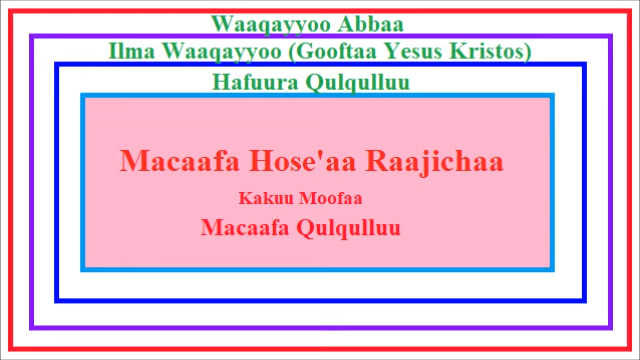 Waaqayyoo Abbaa
Ilma Waaqayyoo (Gooftaa Yesus Kristos)
Hafuura Qulqulluu
Macaafa Hose'aa Raajichaa
Kakuu Moofaa
Macaafa Qulqulluu